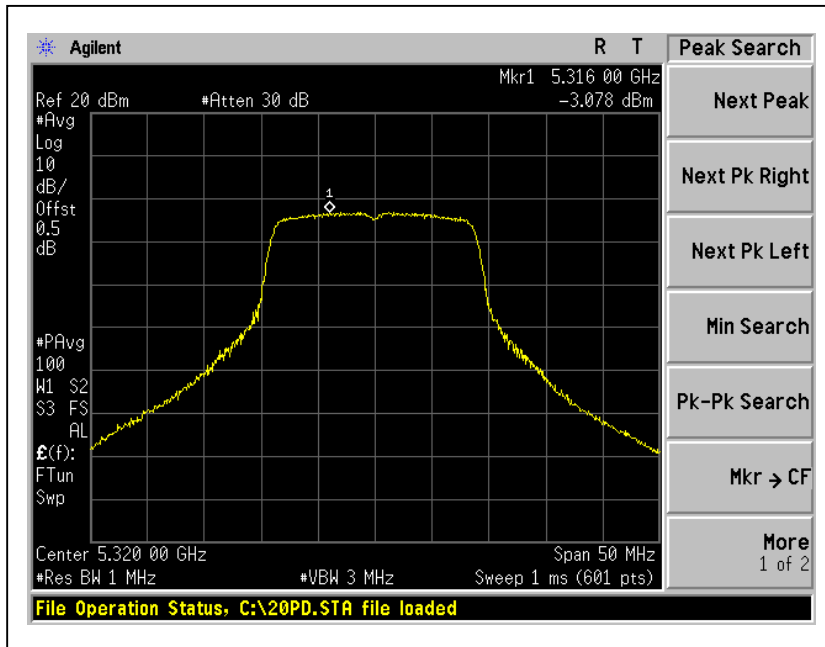 Agilent R T
Peak Search
Mkr1 5.316 00 GHz
Ref 20 dBm #Atten 30 dB -3.078 dBm
#Avg
Log
10
dB/
Offst
0.5
dB
1
#PAvg
100
W1 S2
S3 FS
AL
£(f):
FTun
Swp
Center 5.320 00 GHz Span 50 MHz
#Res BW 1 MHz #VBW 3 MHz Sweep 1 ms (601 pts)
File Operation Status, C:\20PD.STA file loaded
Next Peak
Next Pk Right
Next Pk Left
Min Search
Pk-Pk Search
Mkr → CF
More
1 of 2